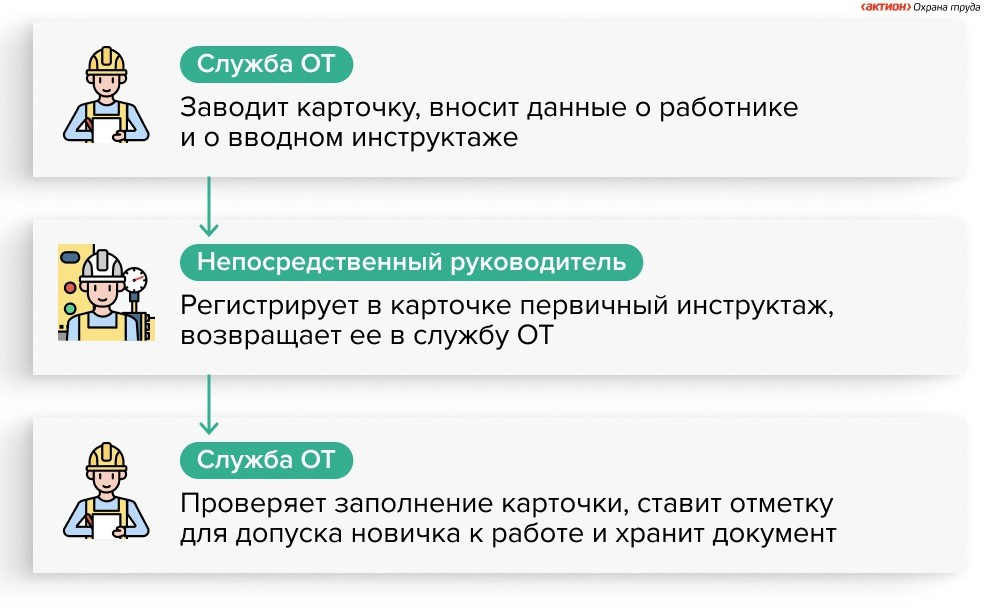 ‹актион› Охрана труда
Служба ОТ
Заводит карточку, вносит данные о работнике
и о вводном инструктаже
Непосредственный руководитель
Регистрирует в карточке первичный инструктаж,
возвращает ее в службу ОТ
Служба ОТ
Проверяет заполнение карточки, ставит отметку
для допуска новичка к работе и хранит документ